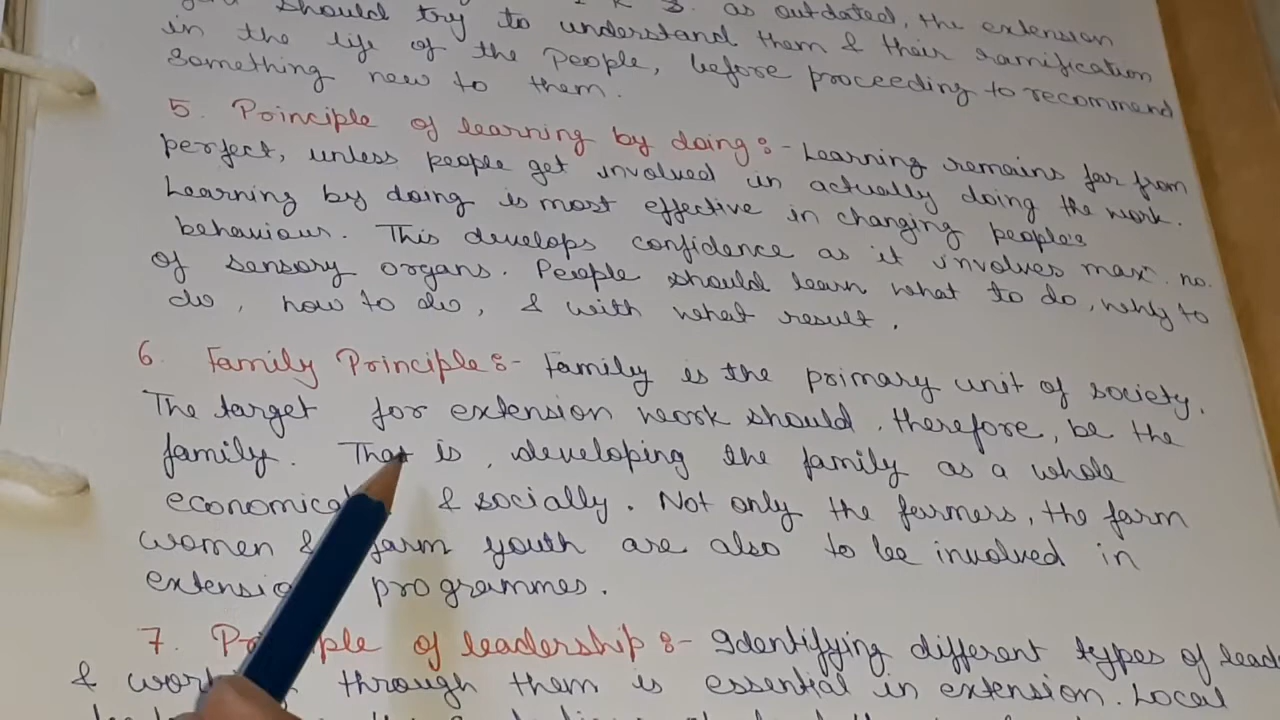 should try to understand them & their ramification
as outdated, the extension
in the life of the People, before proceeding to recommend
something new to them.
5. Principle of learning by doing :- Learning remains far from
perfect, unless people get involved in actually doing the work.
Learning by doing is most effective in changing people's
behaviour. This develops confidence as it involves max. no.
of sensory organs. People should learn what to do, why to
do, how to do, & with what result.
6. Family Principle :- Family is the primary unit of society.
The target for extension work should, therefore, be the
family. That is, developing the family as a whole
economical & socially. Not only the farmers, the farm
women & farm youth are also to be involved in
extensio programmes.
7. Principle of leadership :- Identifying different types of lead
& wor through them is essential in extension. Local